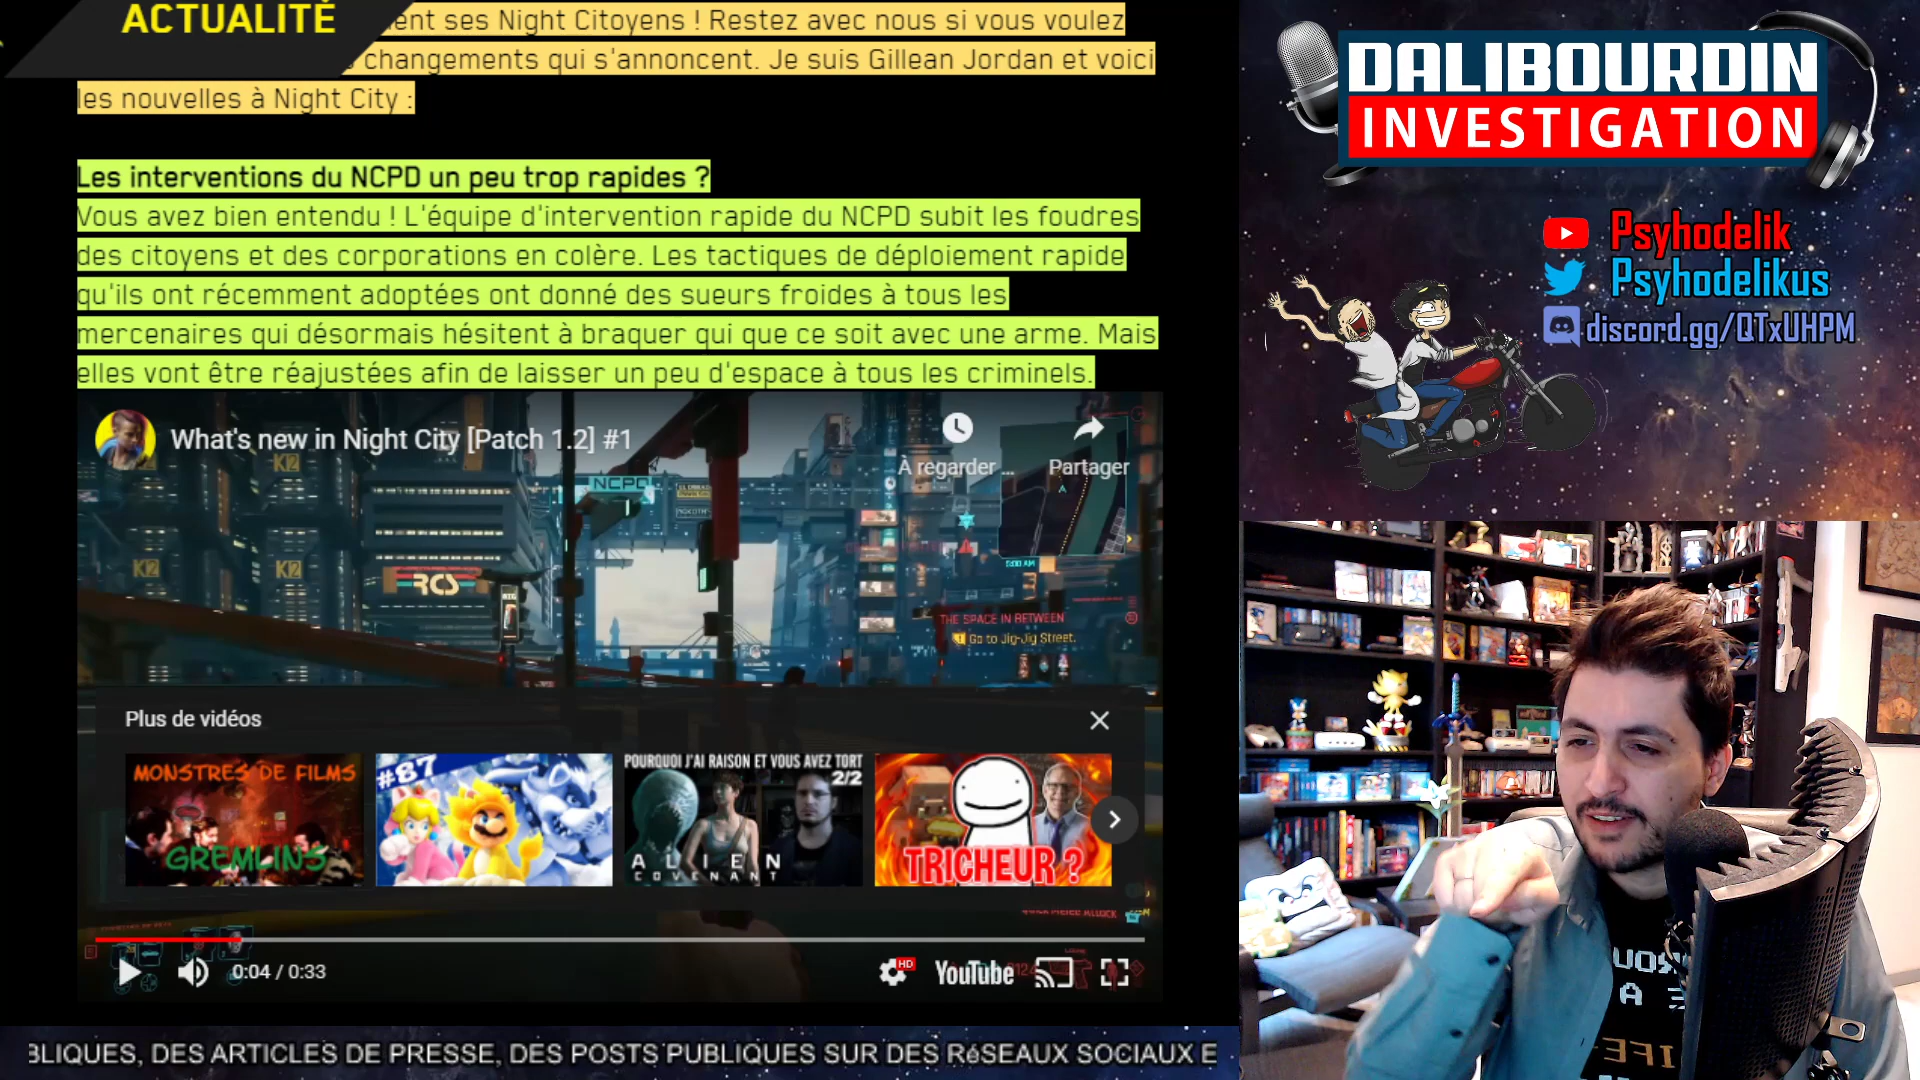 ACTUALITÉ
ent ses Night Citoyens ! Restez avec nous si vous voulez
changements qui s'annoncent. Je suis Gillean Jordan et voici
les nouvelles à Night City :
Les interventions du NCPD un peu trop rapides ?
Vous avez bien entendu ! L'équipe d'intervention rapide du NCPD subit les foudres
des citoyens et des corporations en colère. Les tactiques de déploiement rapide
qu'ils ont récemment adoptées ont donné des sueurs froides à tous les
mercenaires qui désormais hésitent à braquer qui que ce soit avec une arme. Mais
elles vont être réajustées afin de laisser un peu d'espace à tous les criminels.
What's new in Night City [Patch 1.2] #1
À regarder ...
Partager
NCPD
K2
K2
K2
K2
RCS
THE SPACE IN BETWEEN
Go to Jig-Jig Street.
Plus de vidéos
MONSTRES DE FILMS
GREMLINS
#87
POURQUOI J'AI RAISON ET VOUS AVEZ TORT
2/2
ALIEN
COVENANT
TRICHEUR ?
0:04 / 0:33
HD
YouTube
BLIQUES, DES ARTICLES DE PRESSE, DES POSTS PUBLIQUES SUR DES RéSEAUX SOCIAUX E
DALIBOURDIN
INVESTIGATION
Psyhodelik
Psyhodelikus
discord.gg/QTxUHPM